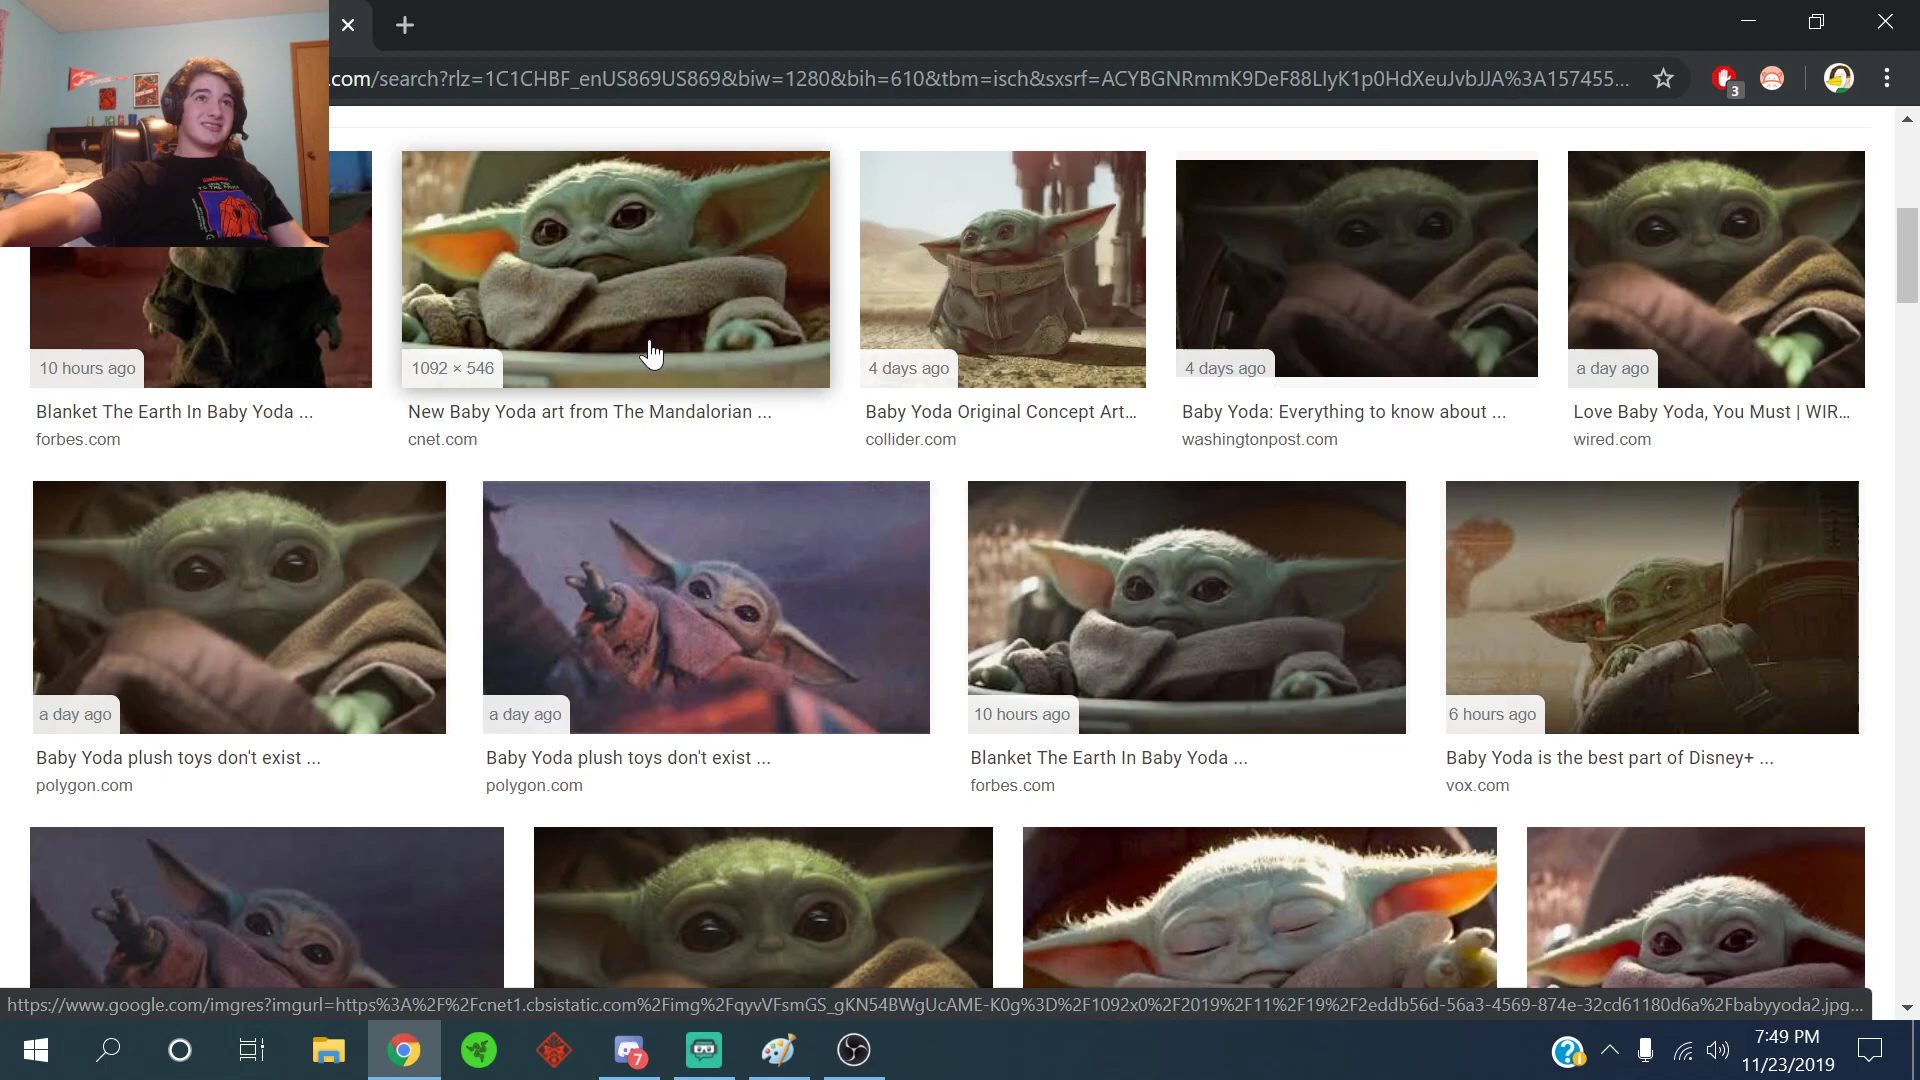 .com/search?rlz=1C1CHBF_enUS869US869&biw=1280&bih=610&tbm=isch&sxsrf=ACYBGNRmmK9DeF88LIyK1p0HdXeuJvbJJA%3A157455...
3
10 hours ago
1092 × 546
4 days ago
4 days ago
a day ago
Blanket The Earth In Baby Yoda ...
New Baby Yoda art from The Mandalorian ...
Baby Yoda Original Concept Art...
Baby Yoda: Everything to know about ...
Love Baby Yoda, You Must | WIR...
forbes.com
cnet.com
collider.com
washingtonpost.com
wired.com
a day ago
a day ago
10 hours ago
6 hours ago
Baby Yoda plush toys don't exist ...
Baby Yoda plush toys don't exist ...
Blanket The Earth In Baby Yoda ...
Baby Yoda is the best part of Disney+ ...
polygon.com
polygon.com
forbes.com
vox.com
https://www.google.com/imgres?imgurl=https%3A%2F%2Fcnet1.cbsistatic.com%2Fimg%2FqyvVFsmGS_gKN54BWgUcAME-K0g%3D%2F1092x0%2F2019%2F11%2F19%2F2eddb56d-56a3-4569-874e-32cd61180d6a%2Fbabyyoda2.jpg...
7
7:49 PM
11/23/2019